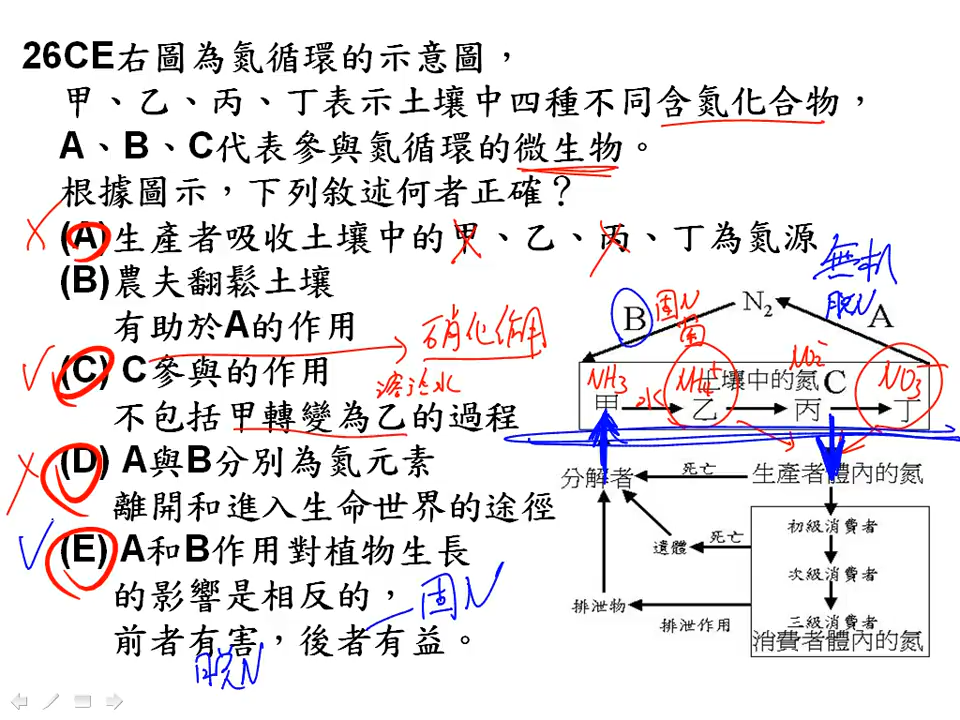 26CE右圖為氮循環的示意圖，
甲、乙、丙、丁表示土壤中四種不同含氮化合物，
A、B、C代表參與氮循環的微生物。
根據圖示，下列敘述何者正確？
(A)生產者吸收土壤中的甲、乙、丙、丁為氮源
(B)農夫翻鬆土壤
有助於A的作用
(C) C參與的作用
不包括甲轉變為乙的過程
(D) A與B分別為氮元素
離開和進入生命世界的途徑
(E) A和B作用對植物生長
的影響是相反的，
前者有害，後者有益。
硝化作用
溶於水
固N
脫N
無机
脫N
固N
菌
B
N₂
A
NH₃
水
NH₄⁺
土壤中的氮
NO₂⁻
C
NO₃⁻
甲
乙
丙
丁
分解者
死亡
生產者體內的氮
初級消費者
遺體
死亡
次級消費者
排泄物
排泄作用
三級消費者
消費者體內的氮